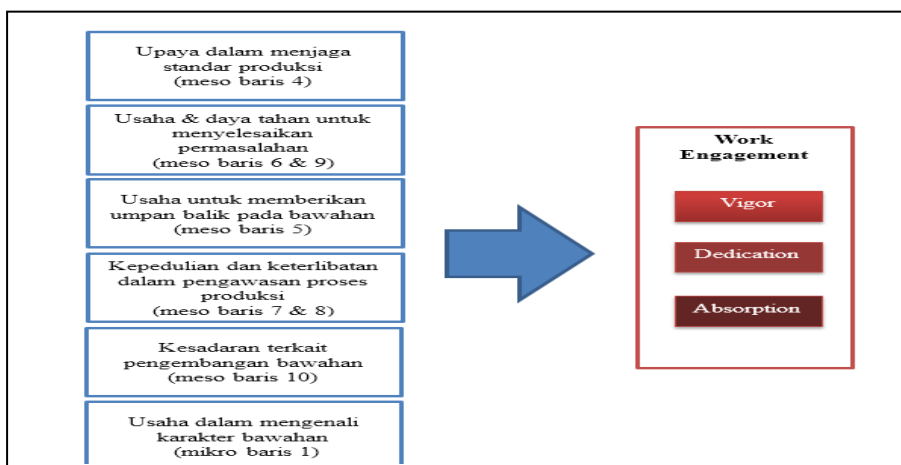 Upaya dalam menjaga
standar produksi
(meso baris 4)
Usaha & daya tahan untuk
menyelesaikan
permasalahan
(meso baris 6 & 9)
Usaha untuk memberikan
umpan balik pada bawahan
(meso baris 5)
Kepedulian dan keterlibatan
dalam pengawasan proses
produksi
(meso baris 7 & 8)
Kesadaran terkait
pengembangan bawahan
(meso baris 10)
Usaha dalam mengenali
karakter bawahan
(mikro baris 1)
Work
Engagement
Vigor
Dedication
Absorption